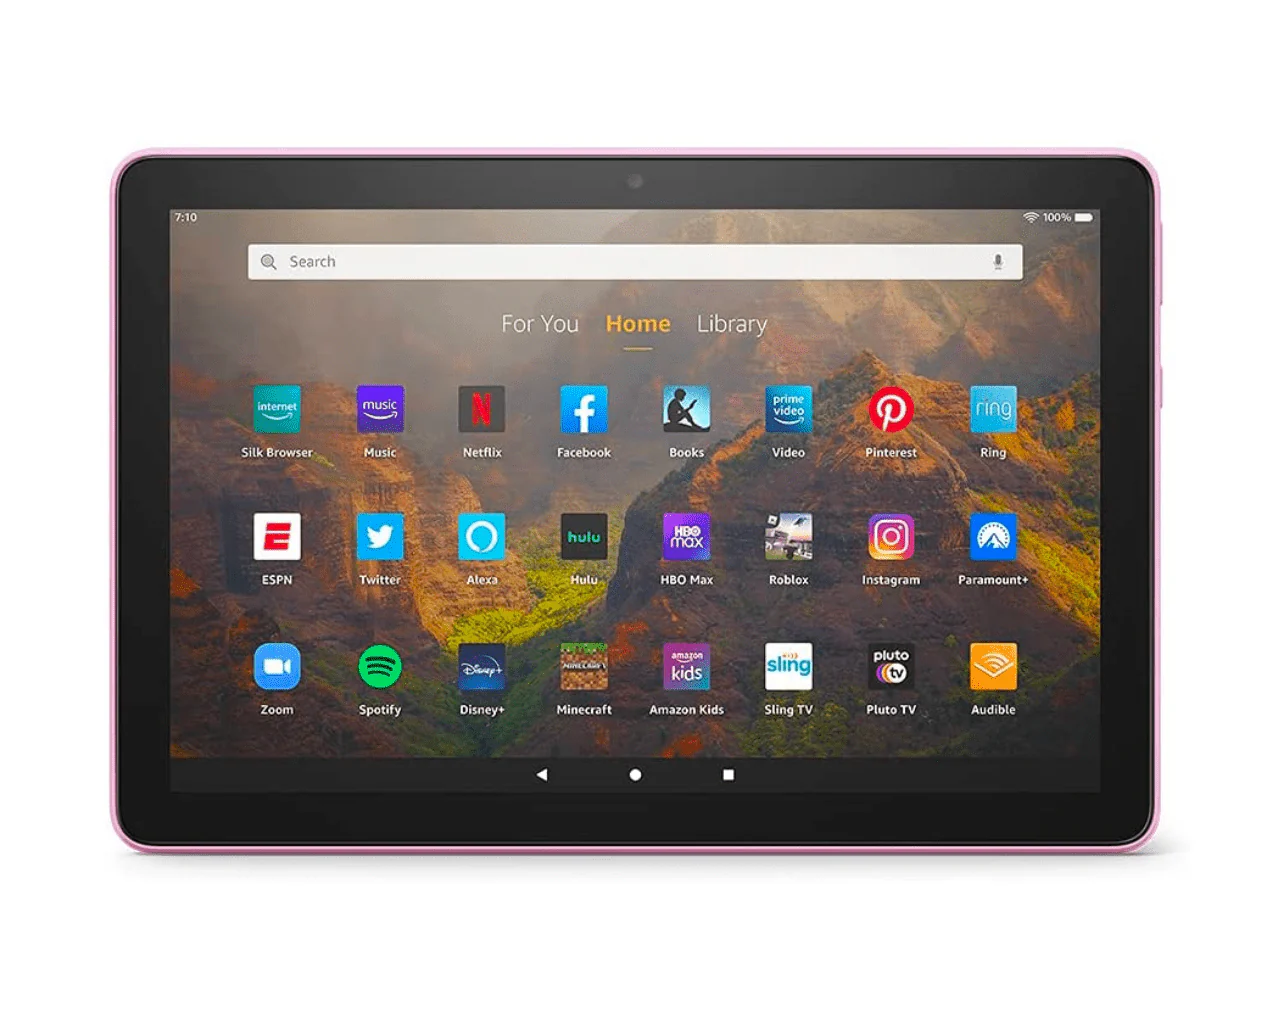 7:10
100%
Search
For You Home Library
internet
music
prime video
ring
Silk Browser Music Netflix Facebook Books Video Pinterest Ring
hulu
HBO max
ESPN Twitter Alexa Hulu HBO Max Roblox Instagram Paramount+
Disney+
MINECRAFT
amazon kids
sling
pluto tv
Zoom Spotify Disney+ Minecraft Amazon Kids Sling TV Pluto TV Audible